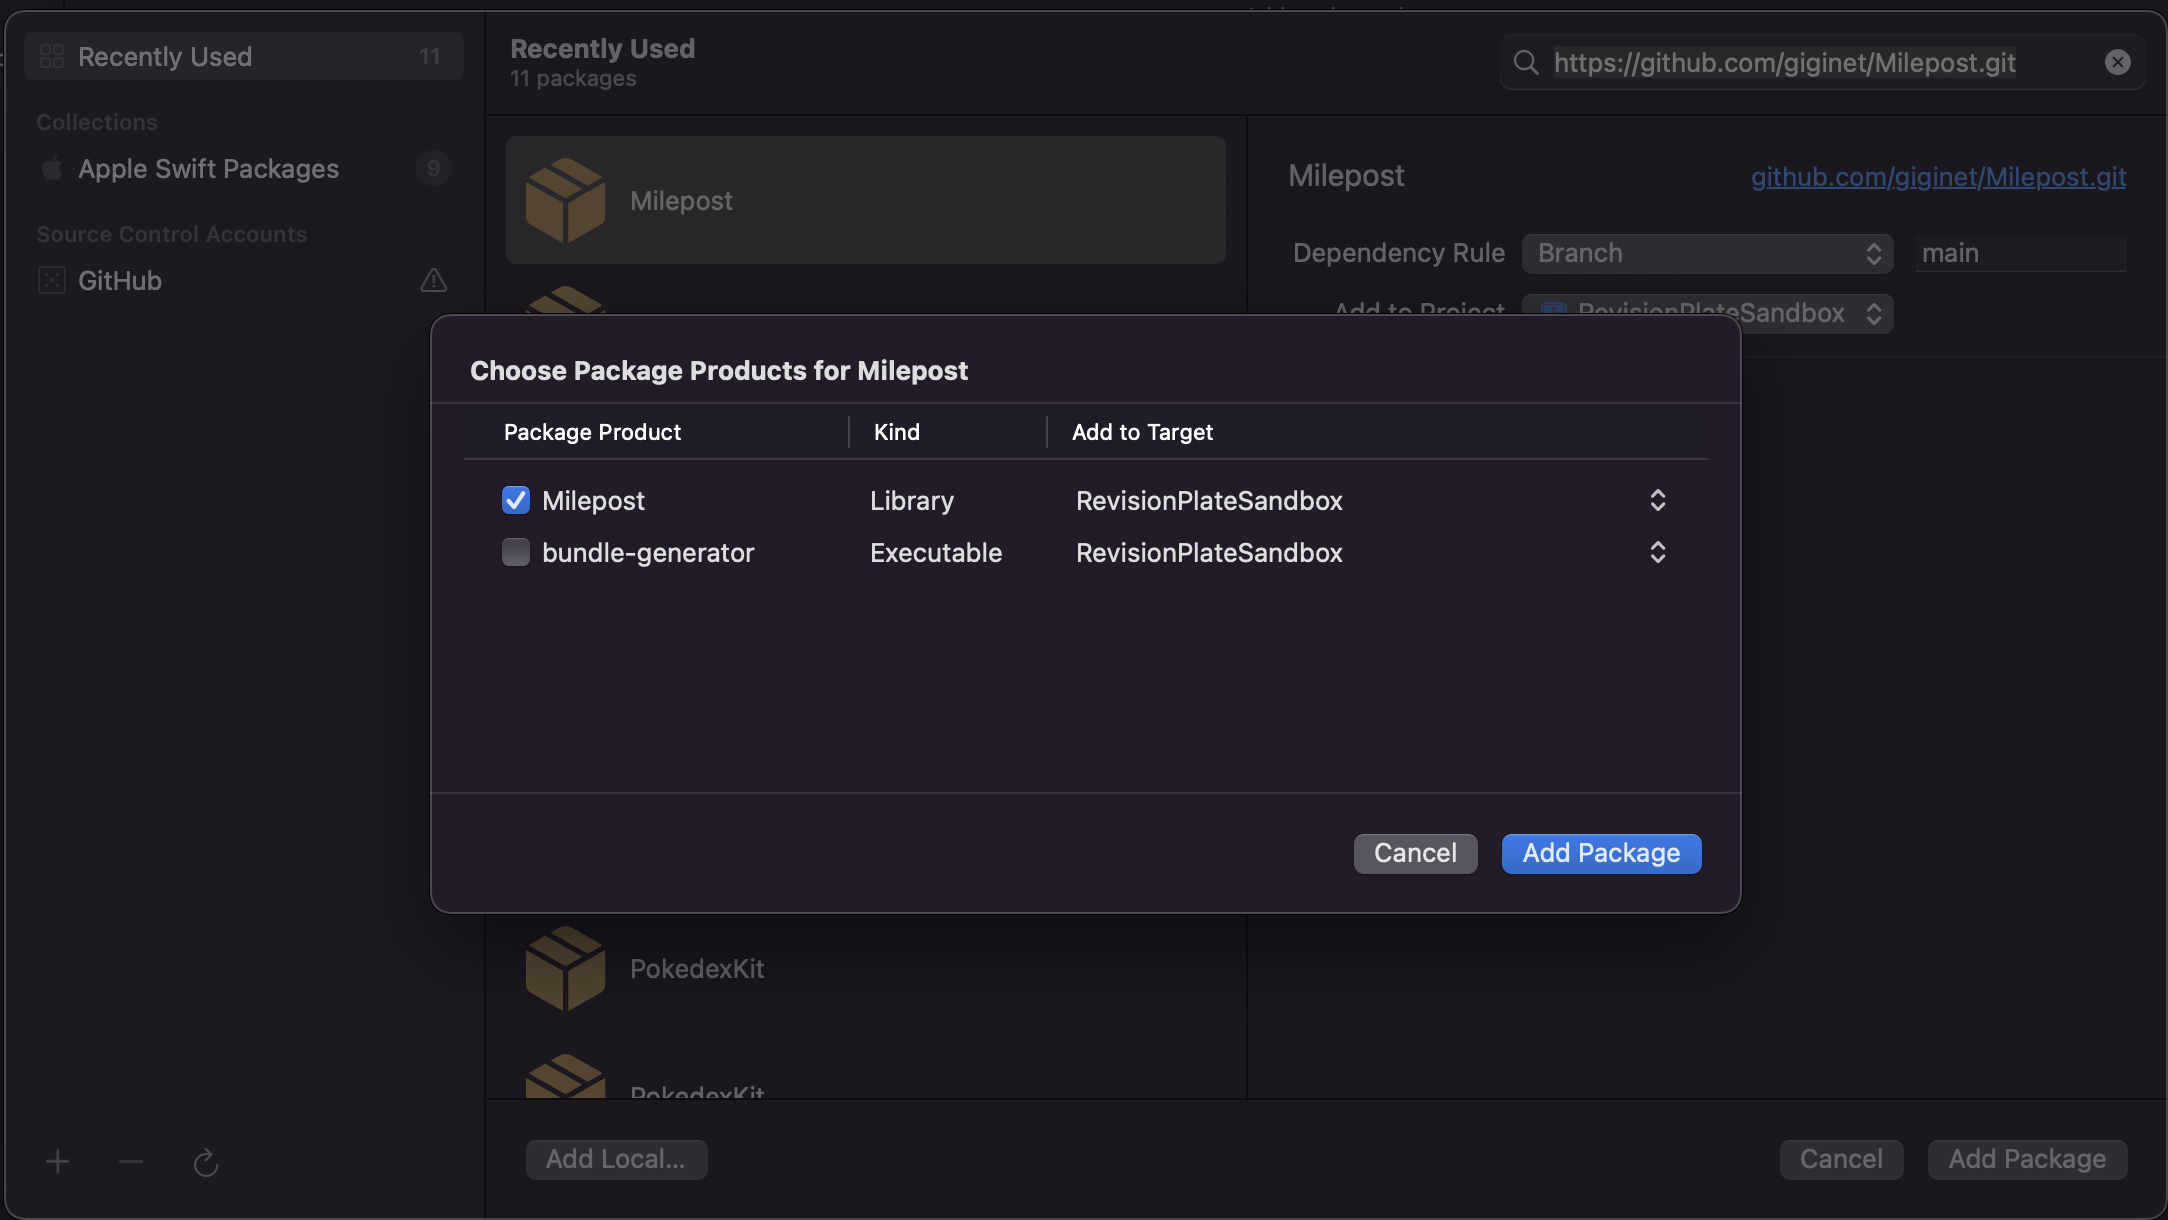 Recently Used 11
Collections
Apple Swift Packages 9
Source Control Accounts
GitHub
Recently Used
11 packages
https://github.com/giginet/Milepost.git
Milepost
Milepost
github.com/giginet/Milepost.git
Dependency Rule Branch main
Add to Project RevisionPlateSandbox
Choose Package Products for Milepost
Package Product Kind Add to Target
Milepost Library RevisionPlateSandbox
bundle-generator Executable RevisionPlateSandbox
Cancel Add Package
PokedexKit
PokedexKit
Add Local...
Cancel Add Package